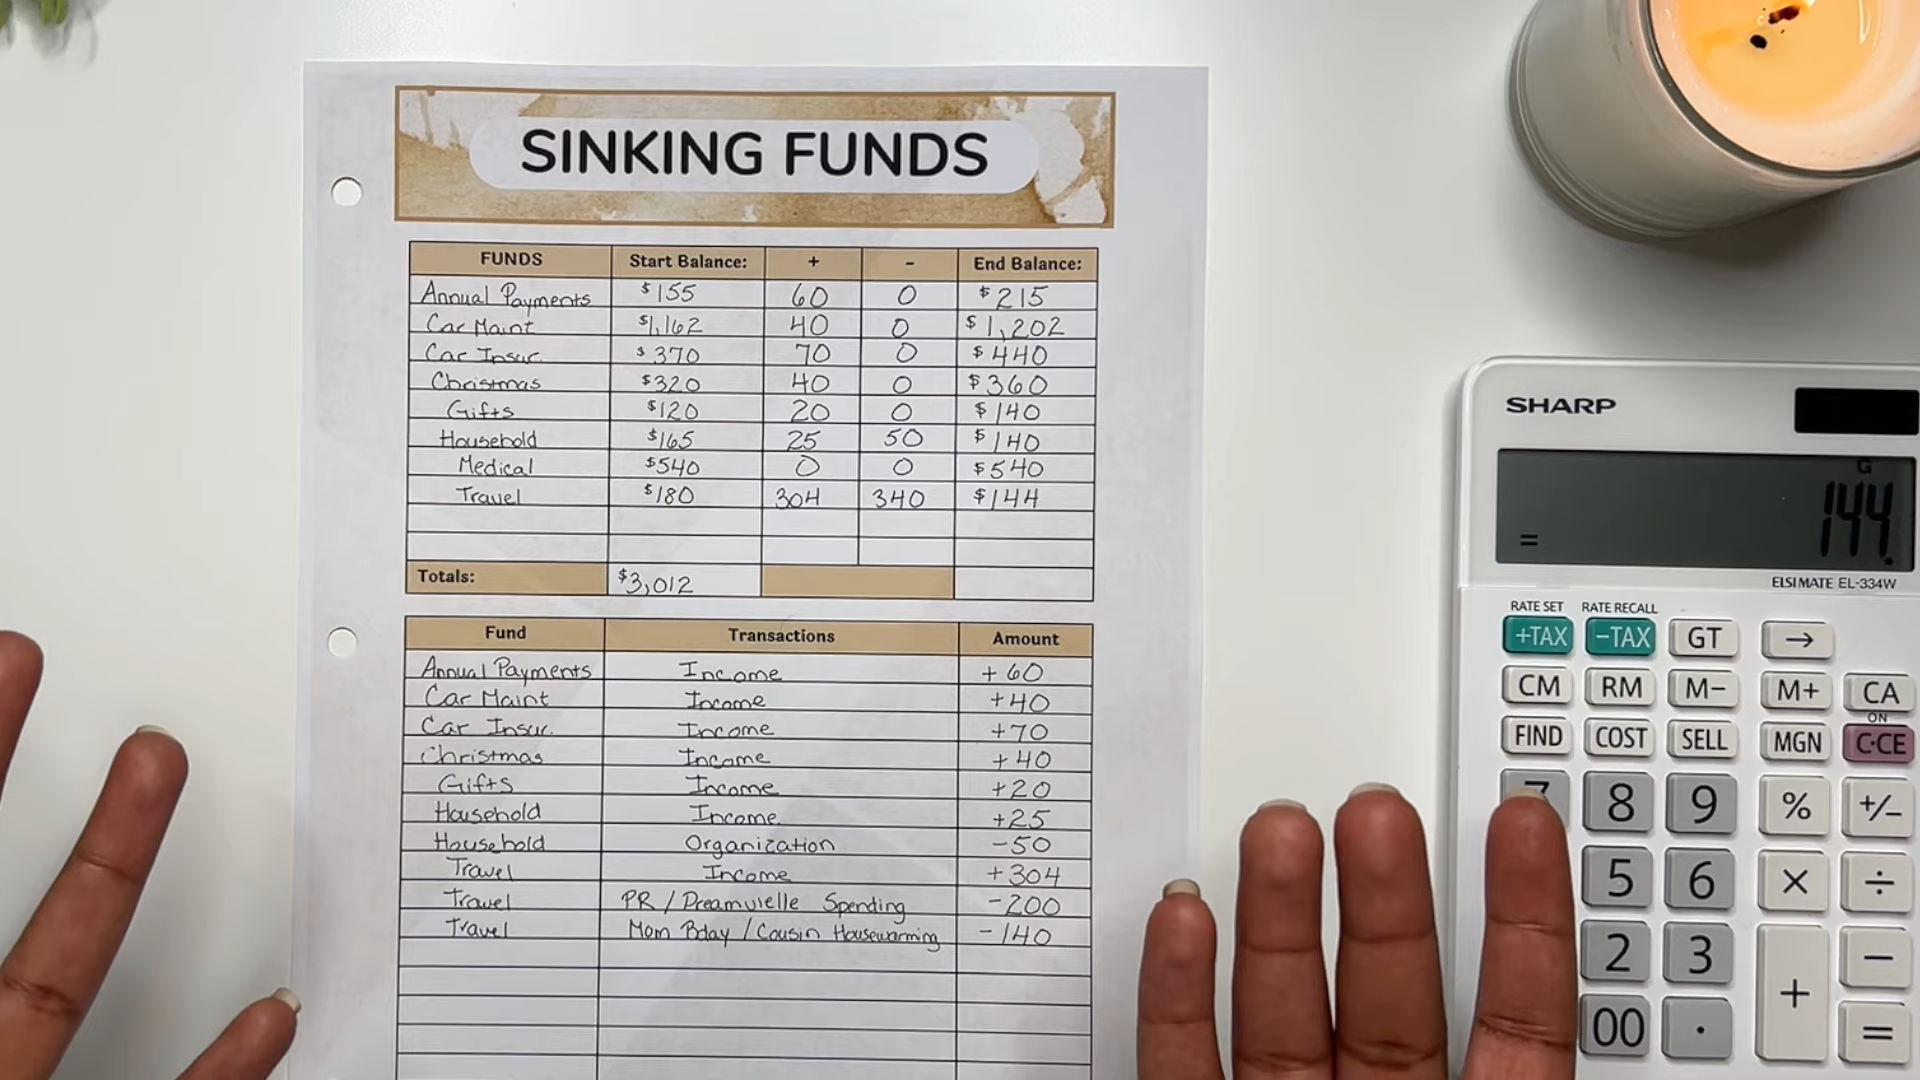 SINKING FUNDS
FUNDS Start Balance: + - End Balance:
Annual Payments $155 60 0 $215
Car Maint $1,162 40 0 $1,202
Car Insur. $370 70 0 $440
Christmas $320 40 0 $360
Gifts $120 20 0 $140
Household $165 25 50 $140
Medical $540 0 0 $540
Travel $180 304 340 $144
Totals: $3,012
Fund Transactions Amount
Annual Payments Income +60
Car Maint Income +40
Car Insur. Income +70
Christmas Income +40
Gifts Income +20
Household Income +25
Household Organization -50
Travel Income +304
Travel PR / Dreamville Spending -200
Travel Mom Bday / Cousin Housewarming -140
SHARP
G
= 144.
ELSIMATE EL-334W
RATE SET RATE RECALL
+TAX -TAX GT →
CM RM M- M+ CA
ON
FIND COST SELL MGN C·CE
7 8 9 % +/-
5 6 × ÷
2 3 + -
00 . =